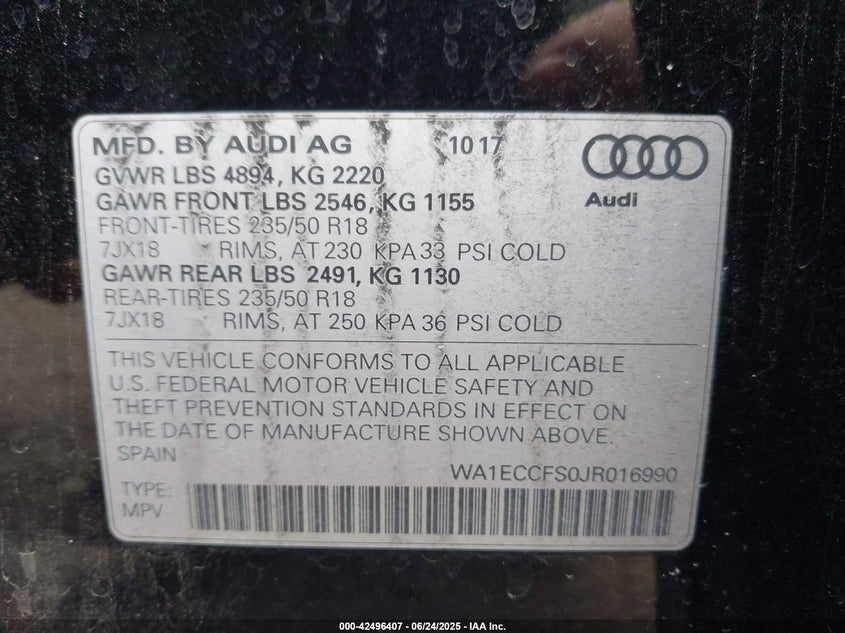 MFD. BY AUDI AG 10 17
GVWR LBS 4894, KG 2220
GAWR FRONT LBS 2546, KG 1155
Audi
FRONT-TIRES 235/50 R18
7JX18 RIMS, AT 230 KPA 33 PSI COLD
GAWR REAR LBS 2491, KG 1130
REAR-TIRES 235/50 R18
7JX18 RIMS, AT 250 KPA 36 PSI COLD
THIS VEHICLE CONFORMS TO ALL APPLICABLE
U.S. FEDERAL MOTOR VEHICLE SAFETY AND
THEFT PREVENTION STANDARDS IN EFFECT ON
THE DATE OF MANUFACTURE SHOWN ABOVE.
SPAIN
WA1ECCFS0JR016990
TYPE:
MPV
000-42496407 - 06/24/2025 - IAA Inc.